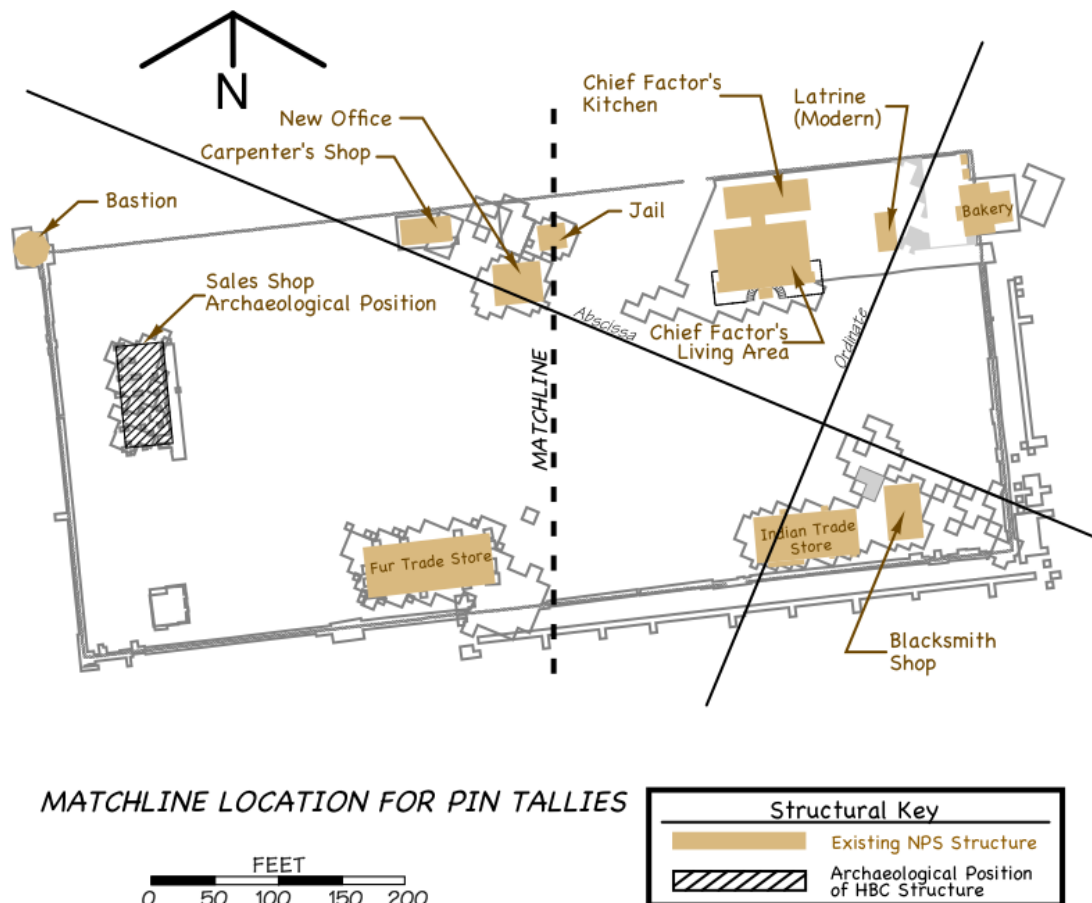 N
New Office
Carpenter's Shop
Bastion
Sales Shop
Archaeological Position
Chief Factor's
Kitchen
Latrine
(Modern)
Jail
Bakery
Abscissa
Ordinate
Chief Factor's
Living Area
MATCHLINE
Fur Trade Store
Indian Trade
Store
Blacksmith
Shop
MATCHLINE LOCATION FOR PIN TALLIES
FEET
0 50 100 150 200
Structural Key
Existing NPS Structure
Archaeological Position
of HBC Structure